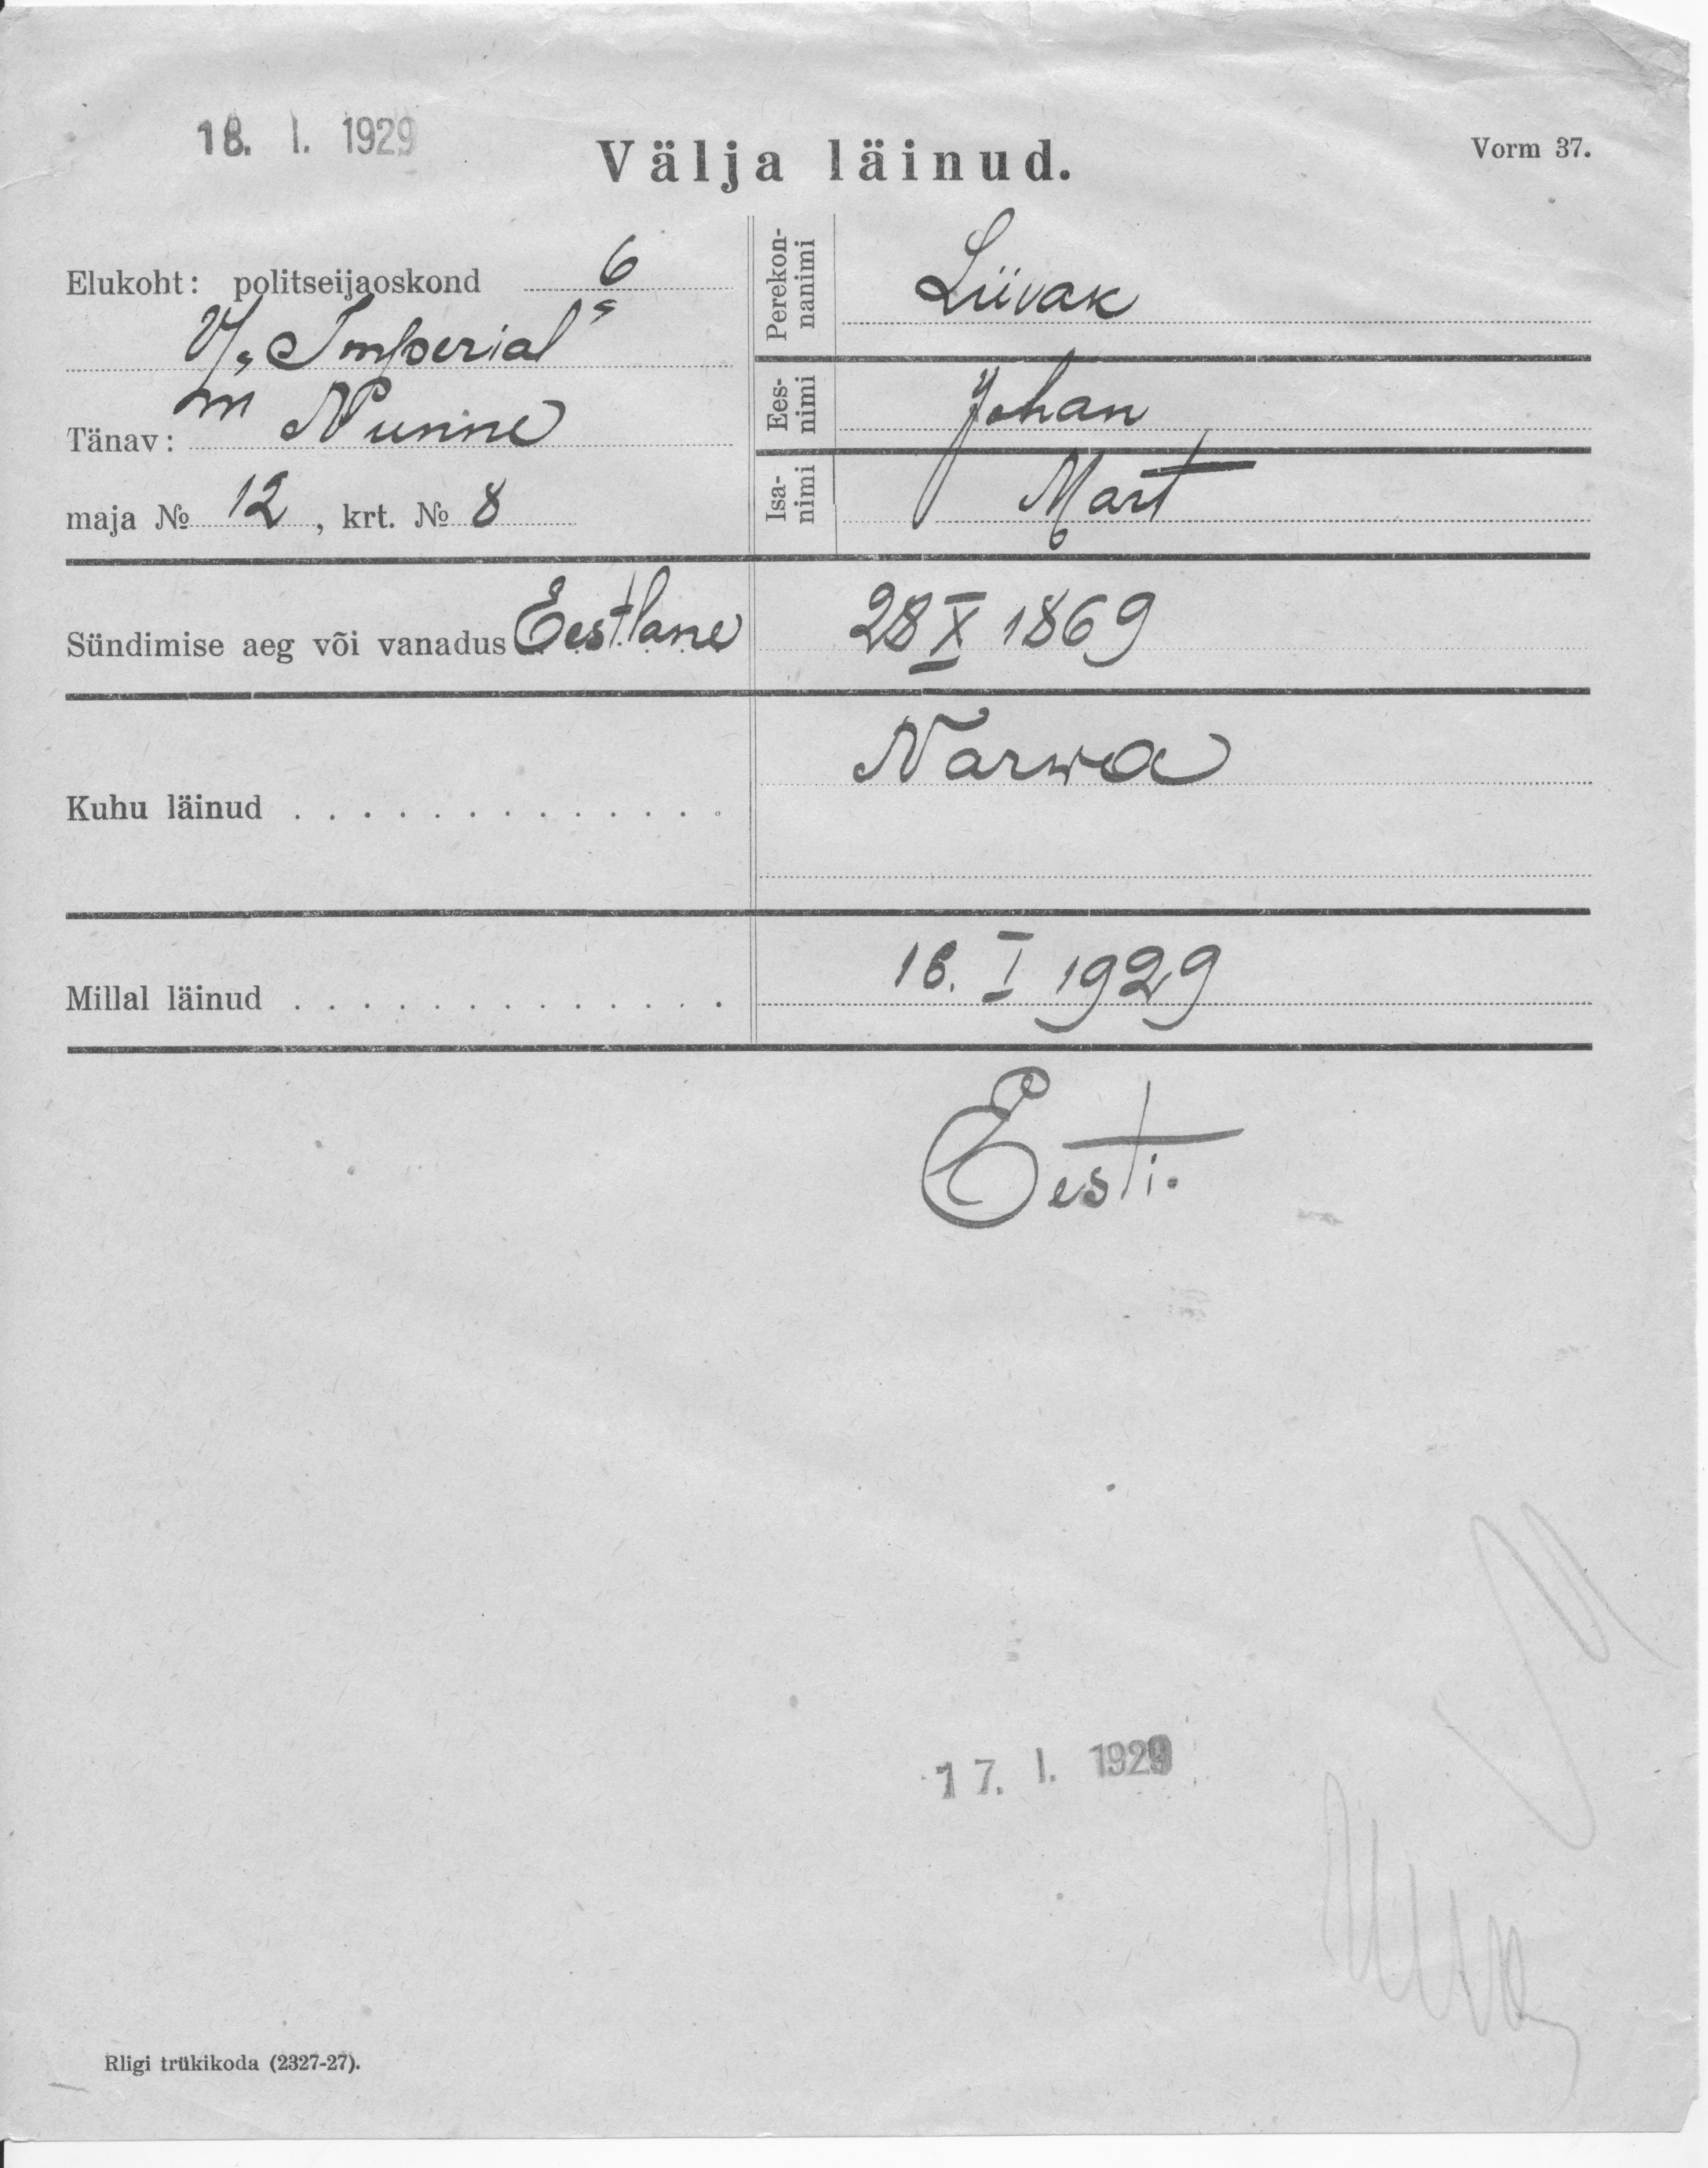 18. I. 1929
Välja läinud.
Vorm 37.
Elukoht: politseijaoskond 6
V/„Imperial“
Tänav: Nunne
maja № 12, krt. № 8
Perekon-
nanimi
Liivak
Ees-
nimi
Johan
Isa-
nimi
Mart
Sündimise aeg või vanadus Eestlane 28 X 1869
Kuhu läinud . . . . . . . . . . . . . Narwa
Millal läinud . . . . . . . . . . . . . 16. I 1929
Eesti.
17. I. 1929
Riigi trükikoda (2327-27).